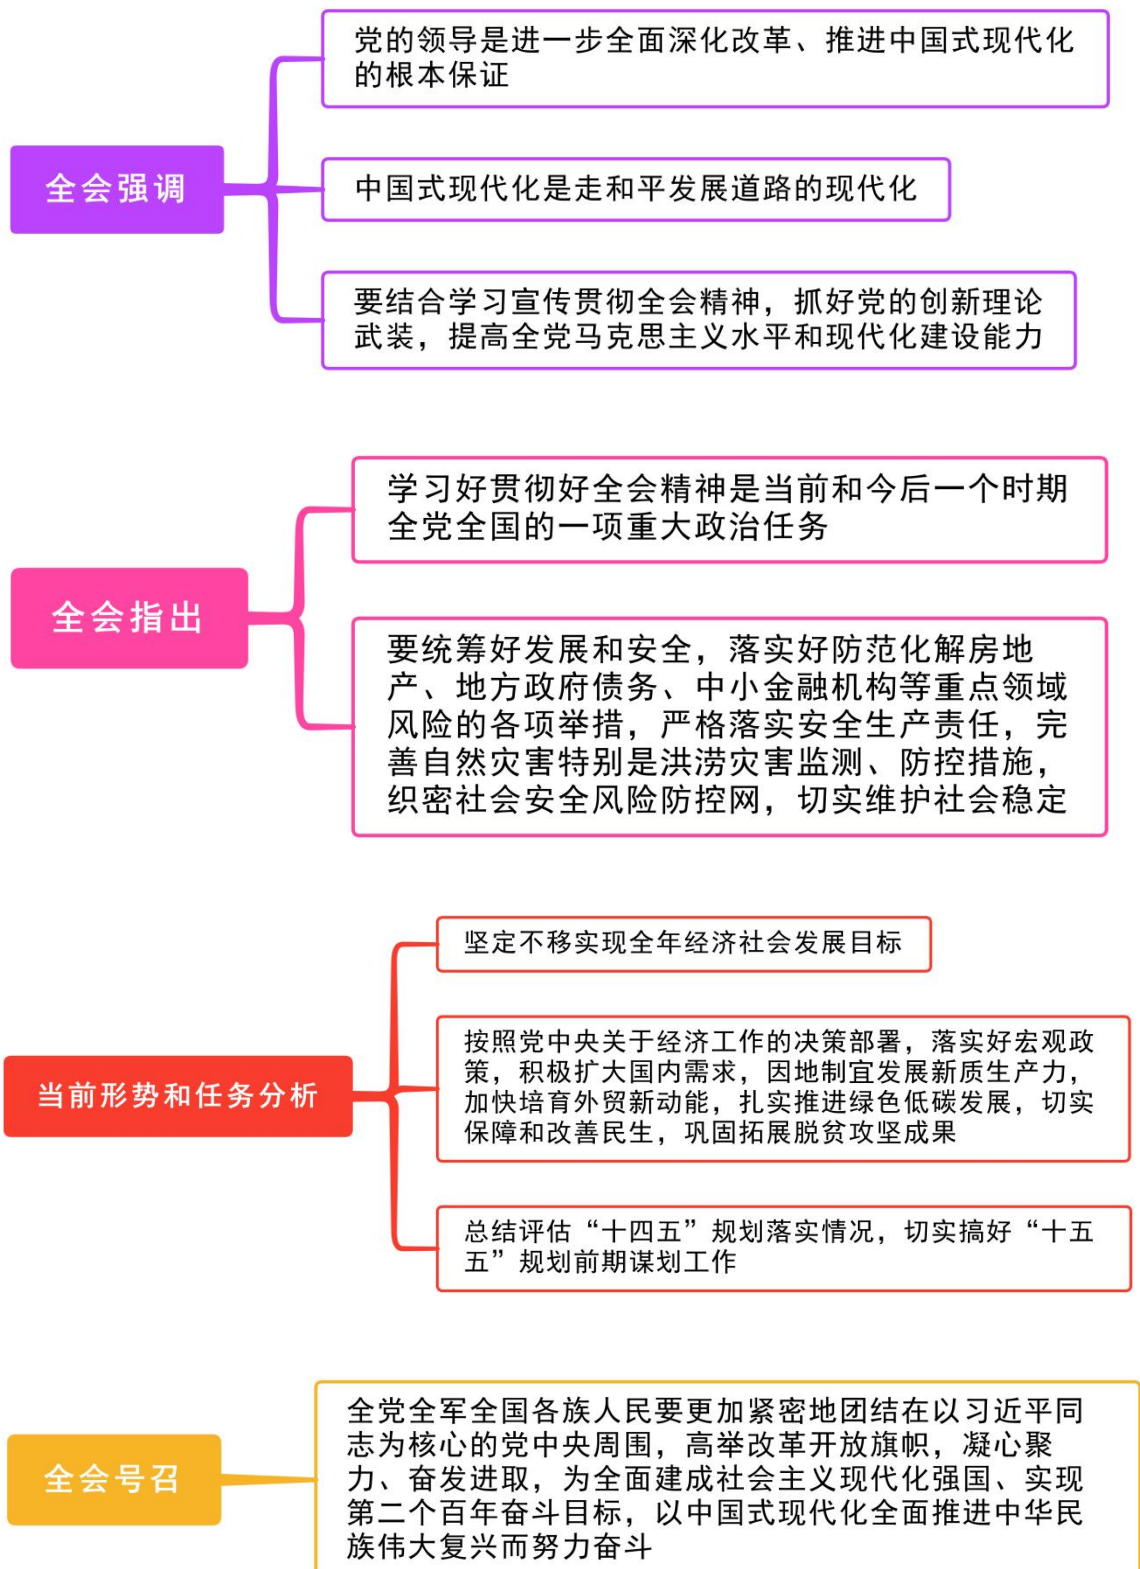 全会强调
党的领导是进一步全面深化改革、推进中国式现代化
的根本保证
中国式现代化是走和平发展道路的现代化
要结合学习宣传贯彻全会精神，抓好党的创新理论
武装，提高全党马克思主义水平和现代化建设能力
全会指出
学习好贯彻好全会精神是当前和今后一个时期
全党全国的一项重大政治任务
要统筹好发展和安全，落实好防范化解房地
产、地方政府债务、中小金融机构等重点领域
风险的各项举措，严格落实安全生产责任，完
善自然灾害特别是洪涝灾害监测、防控措施，
织密社会安全风险防控网，切实维护社会稳定
当前形势和任务分析
坚定不移实现全年经济社会发展目标
按照党中央关于经济工作的决策部署，落实好宏观政
策，积极扩大国内需求，因地制宜发展新质生产力，
加快培育外贸新动能，扎实推进绿色低碳发展，切实
保障和改善民生，巩固拓展脱贫攻坚成果
总结评估“十四五”规划落实情况，切实搞好“十五
五”规划前期谋划工作
全会号召
全党全军全国各族人民要更加紧密地团结在以习近平同
志为核心的党中央周围，高举改革开放旗帜，凝心聚
力、奋发进取，为全面建成社会主义现代化强国、实现
第二个百年奋斗目标，以中国式现代化全面推进中华民
族伟大复兴而努力奋斗